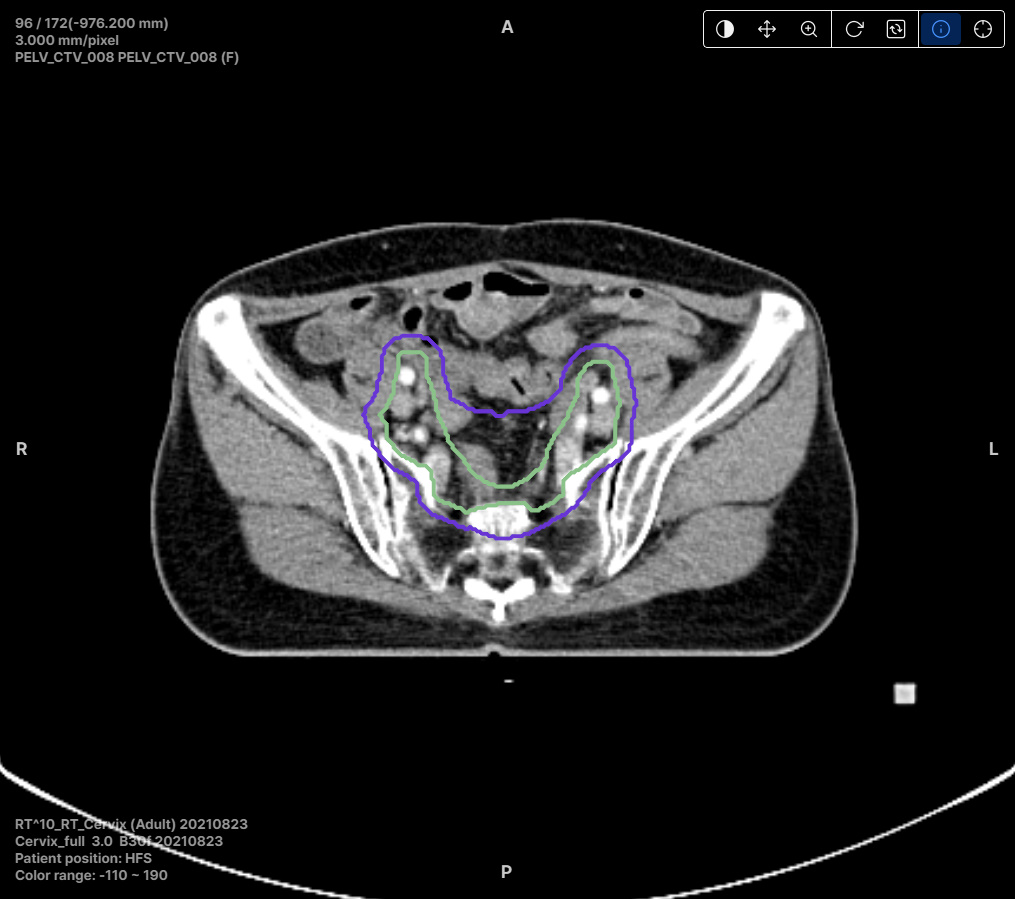 96 / 172(-976.200 mm)
3.000 mm/pixel
PELV_CTV_008 PELV_CTV_008 (F)
A
R
L
RT^10_RT_Cervix (Adult) 20210823
Cervix_full 3.0 B30f 20210823
Patient position: HFS
Color range: -110 ~ 190
P